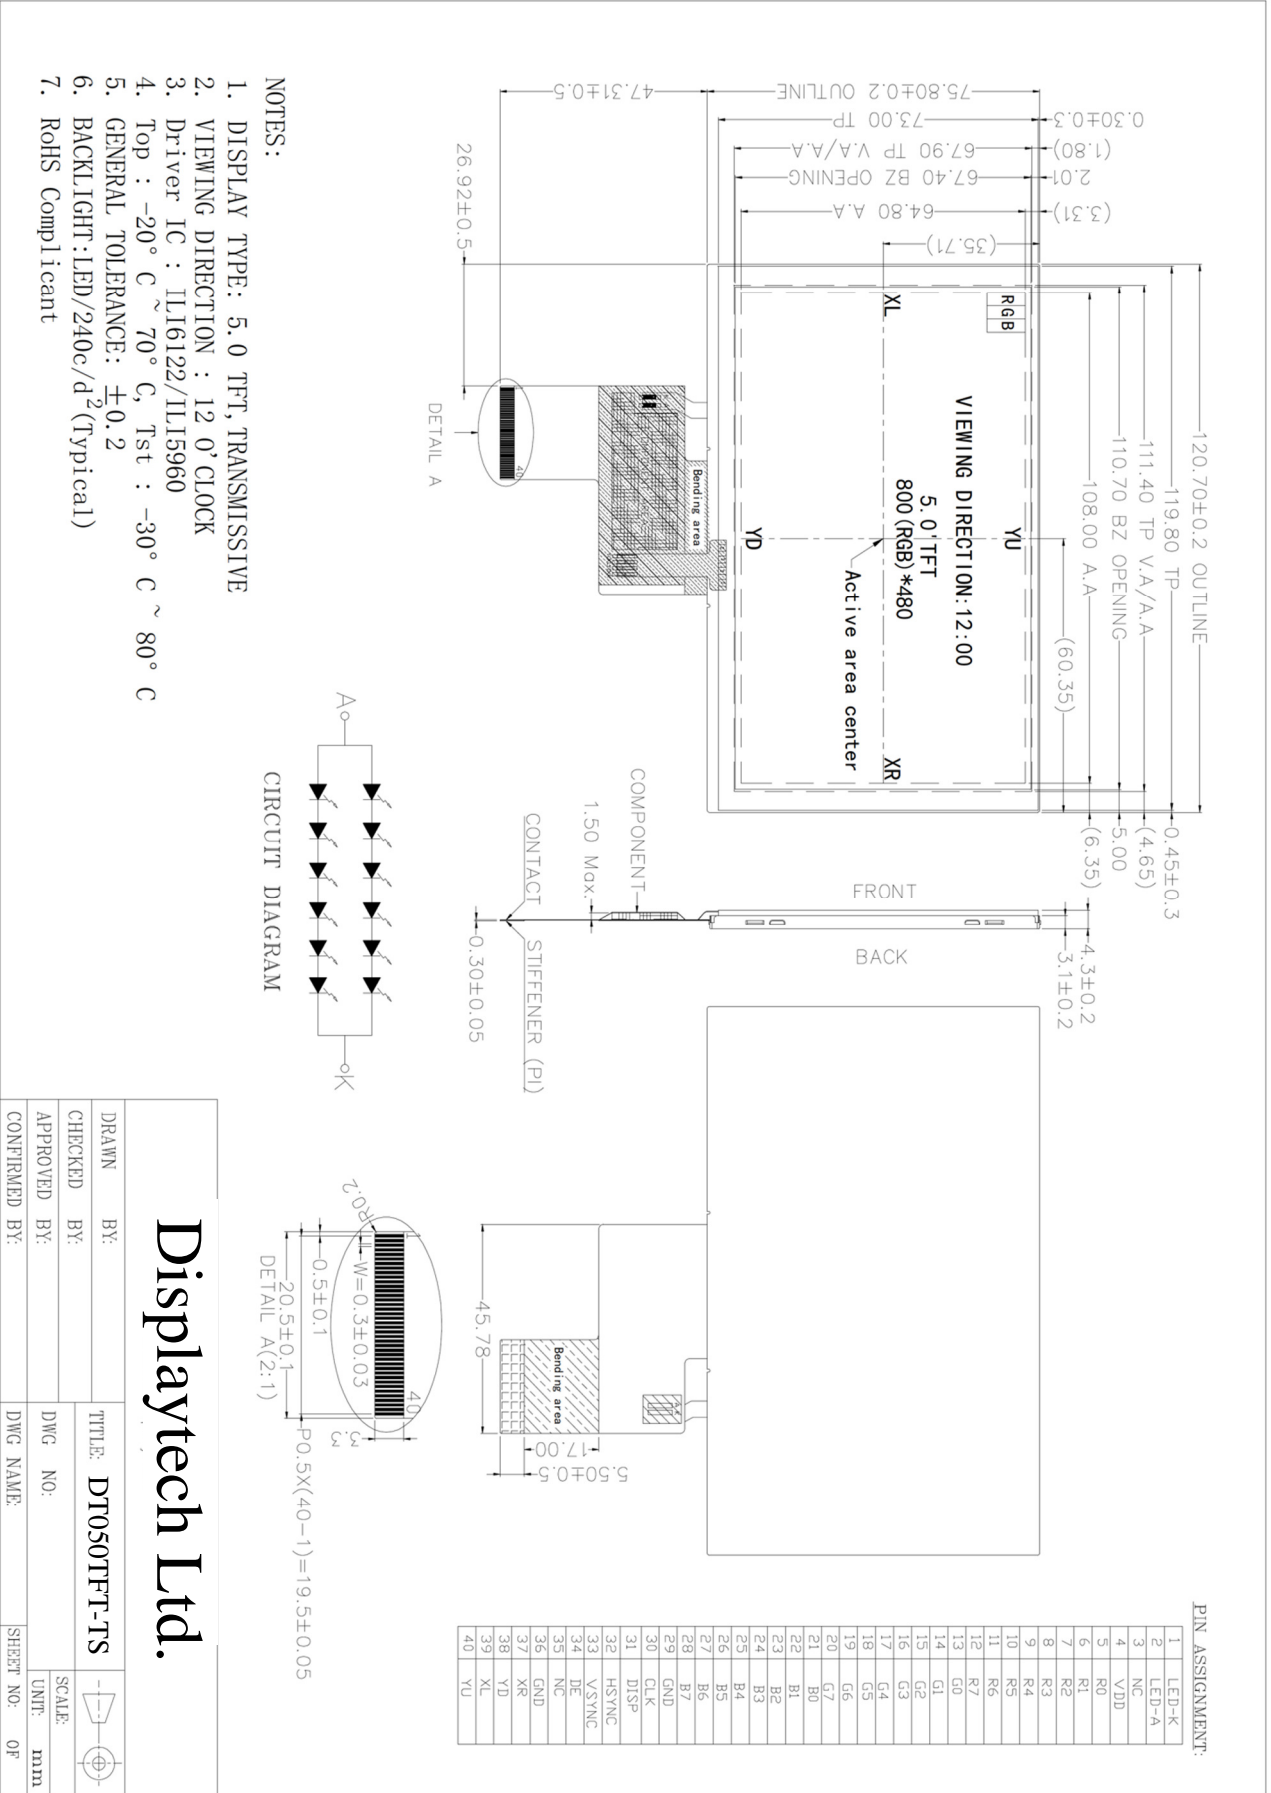 120.70±0.2 OUTLINE
119.80 TP
111.40 TP V.A/A.A
110.70 BZ OPENING
108.00 A.A
(60.35)
0.45±0.3
(4.65)
5.00
(6.35)
75.80±0.2 OUTLINE
47.31±0.5
73.00 TP
0.30±0.3
67.90 TP V.A/A.A
(1.80)
67.40 BZ OPENING
2.01
64.80 A.A
(3.31)
(35.71)
26.92±0.5
RGB
VIEWING DIRECTION:12:00
5.0'TFT
800(RGB)*480
Active area center
XL
YU
YD
XR
Bending area
40
DETAIL A
FRONT
BACK
4.3±0.2
3.1±0.2
COMPONENT
1.50 Max.
CONTACT
STIFFENER (PI)
0.30±0.05
45.78
Bending area
17.00
5.50±0.5
PIN ASSIGNMENT:
1 LED-K
2 LED-A
3 NC
4 VDD
5 R0
6 R1
7 R2
8 R3
9 R4
10 R5
11 R6
12 R7
13 G0
14 G1
15 G2
16 G3
17 G4
18 G5
19 G6
20 G7
21 B0
22 B1
23 B2
24 B3
25 B4
26 B5
27 B6
28 B7
29 GND
30 CLK
31 DISP
32 HSYNC
33 VSYNC
34 DE
35 NC
36 GND
37 XR
38 YD
39 XL
40 YU
A
K
CIRCUIT DIAGRAM
R0.2
40
W=0.3±0.03
0.5±0.1
20.5±0.1
3.3
P0.5X(40-1)=19.5±0.05
DETAIL A(2:1)
NOTES:
1. DISPLAY TYPE: 5.0 TFT, TRANSMISSIVE
2. VIEWING DIRECTION : 12 O'CLOCK
3. Driver IC : ILI6122/ILI5960
4. Top : -20° C ~ 70° C, Tst : -30° C ~ 80° C
5. GENERAL TOLERANCE: ±0.2
6. BACKLIGHT:LED/240c/d²(Typical)
7. RoHS Complicant
Displaytech Ltd.
DRAWN BY:
CHECKED BY:
APPROVED BY:
CONFIRMED BY:
TITLE: DT050TFT-TS
DWG NO:
DWG NAME:
SCALE:
UNIT: mm
SHEET NO: OF